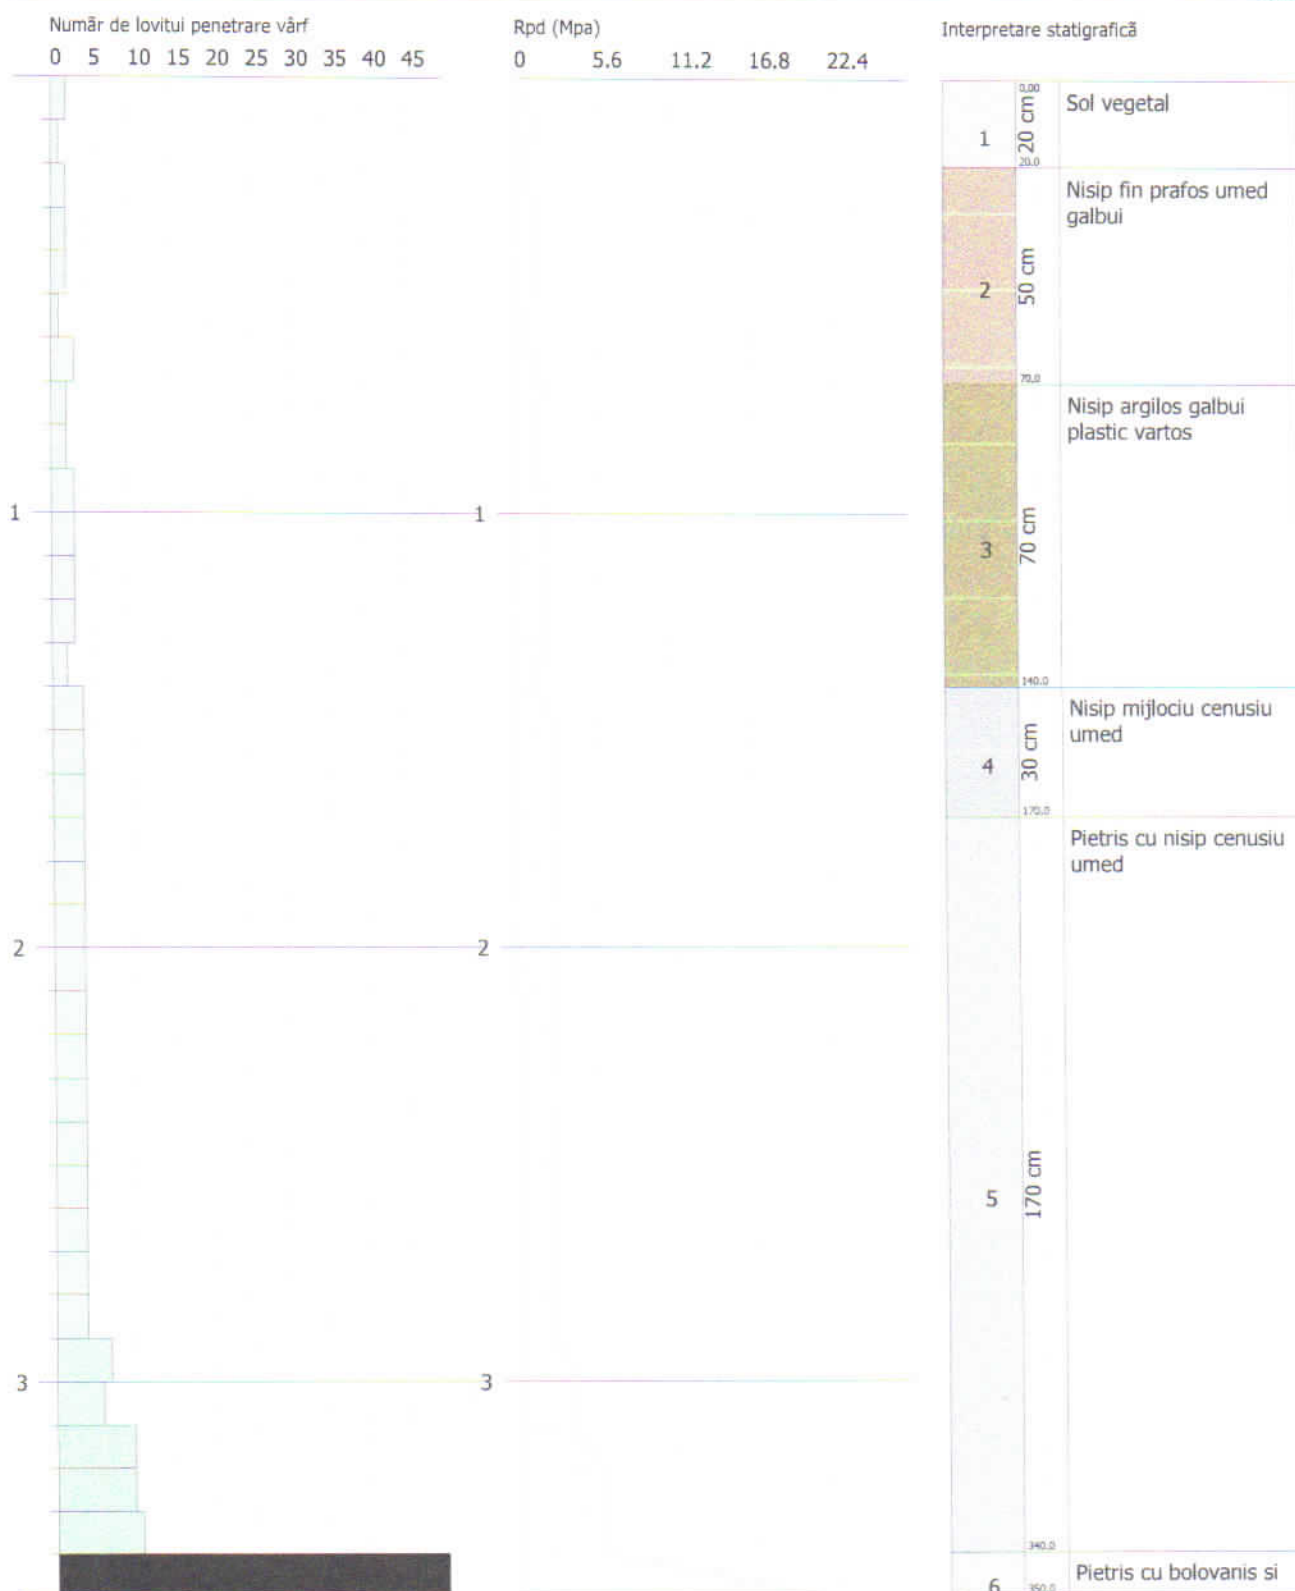 Număr de lovitui penetrare vârf
0 5 10 15 20 25 30 35 40 45
Rpd (Mpa)
0 5.6 11.2 16.8 22.4
Interpretare statigrafică
0,00
1
20 cm
20.0
Sol vegetal
2
50 cm
70.0
Nisip fin prafos umed
galbui
3
70 cm
140.0
Nisip argilos galbui
plastic vartos
4
30 cm
170.0
Nisip mijlociu cenusiu
umed
5
170 cm
340.0
Pietris cu nisip cenusiu
umed
6
350.0
Pietris cu bolovanis si
1
1
2
2
3
3